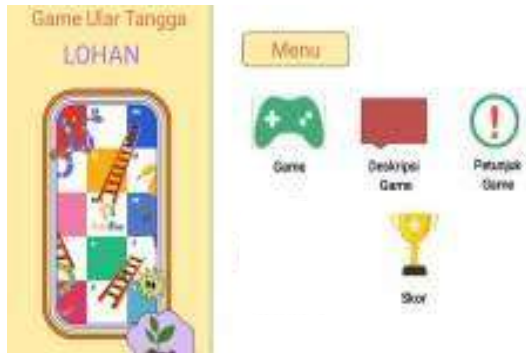 Game Ular Tangga
LOHAN
Menu
Game
Deskripsi
Game
Petunjuk
Game
Skor